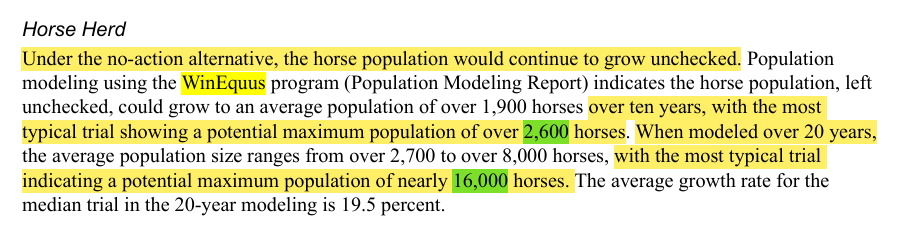 Horse Herd
Under the no-action alternative, the horse population would continue to grow unchecked. Population
modeling using the WinEquus program (Population Modeling Report) indicates the horse population, left
unchecked, could grow to an average population of over 1,900 horses over ten years, with the most
typical trial showing a potential maximum population of over 2,600 horses. When modeled over 20 years,
the average population size ranges from over 2,700 to over 8,000 horses, with the most typical trial
indicating a potential maximum population of nearly 16,000 horses. The average growth rate for the
median trial in the 20-year modeling is 19.5 percent.